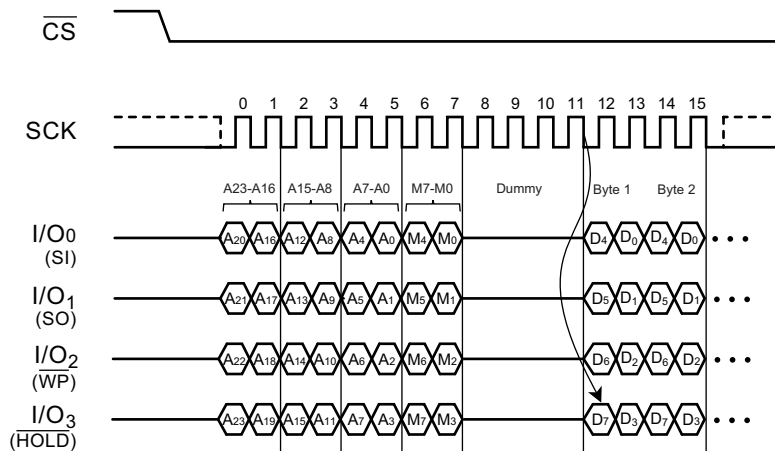 CS
0 1 2 3 4 5 6 7 8 9 10 11 12 13 14 15
SCK
A23-A16 A15-A8 A7-A0 M7-M0 Dummy Byte 1 Byte 2
I/O0 A20 A16 A12 A8 A4 A0 M4 M0 D4 D0 D4 D0
(SI)
I/O1 A21 A17 A13 A9 A5 A1 M5 M1 D5 D1 D5 D1
(SO)
I/O2 A22 A18 A14 A10 A6 A2 M6 M2 D6 D2 D6 D2
(WP)
I/O3 A23 A19 A15 A11 A7 A3 M7 M3 D7 D3 D7 D3
(HOLD)